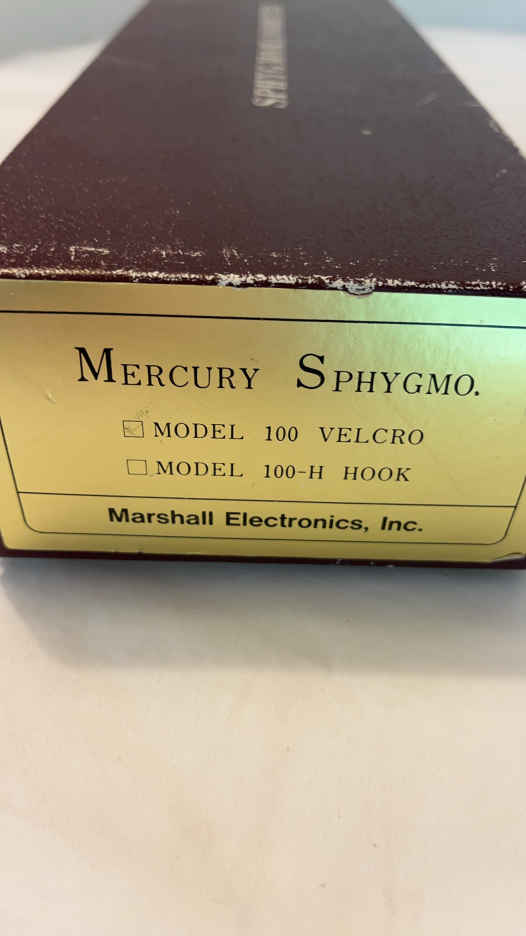 MERCURY SPHYGMO.
MODEL 100 VELCRO
MODEL 100-H HOOK
Marshall Electronics, Inc.